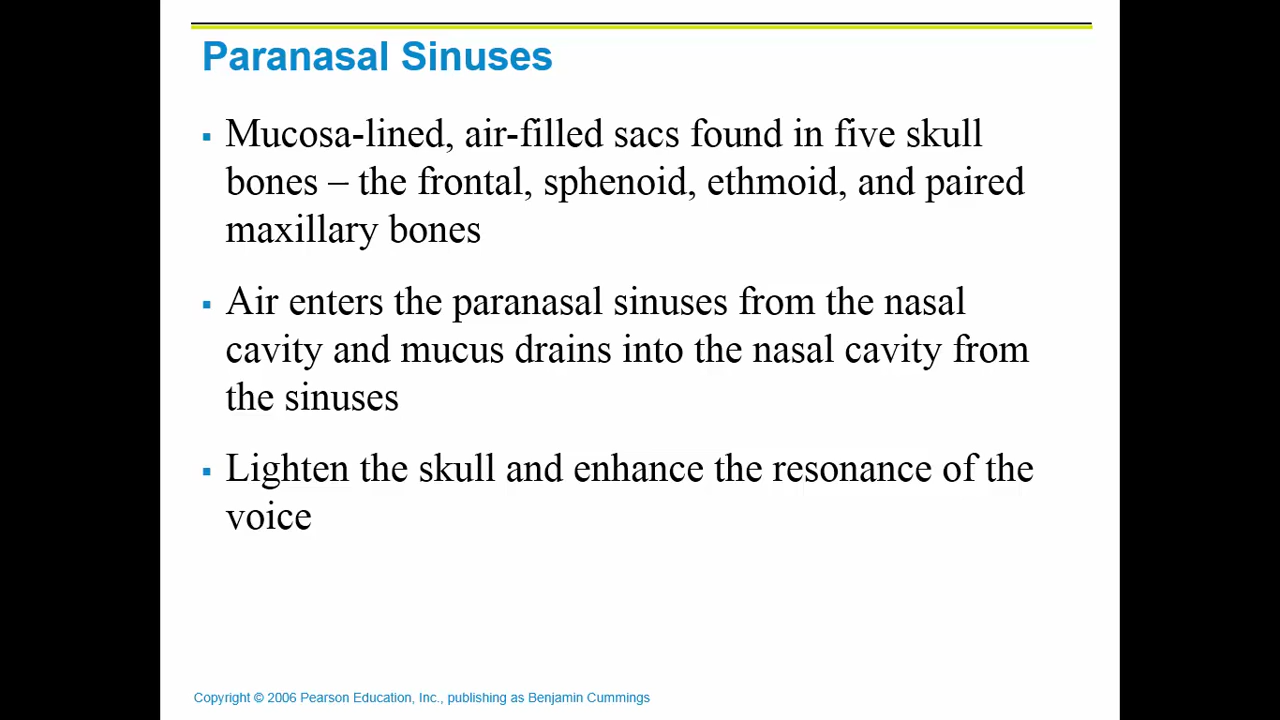 Paranasal Sinuses
▪ Mucosa-lined, air-filled sacs found in five skull
bones – the frontal, sphenoid, ethmoid, and paired
maxillary bones
▪ Air enters the paranasal sinuses from the nasal
cavity and mucus drains into the nasal cavity from
the sinuses
▪ Lighten the skull and enhance the resonance of the
voice
Copyright © 2006 Pearson Education, Inc., publishing as Benjamin Cummings